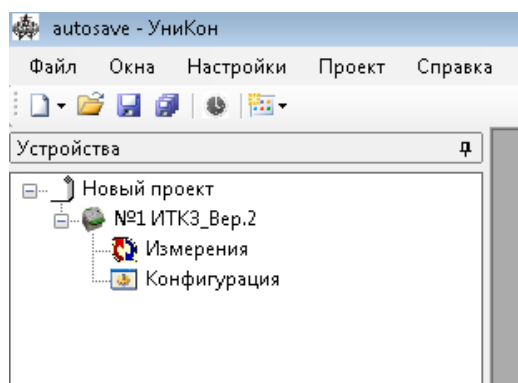 autosave - УниКон
Файл Окна Настройки Проект Справка
Устройства
Новый проект
№1 ИТКЗ_Вер.2
Измерения
Конфигурация